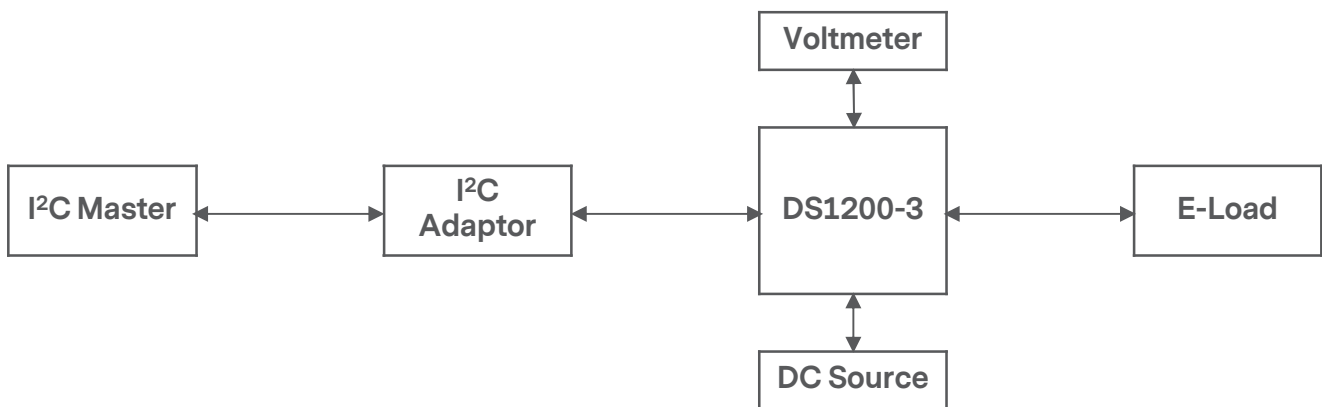 Voltmeter
I²C Master
I²C
Adaptor
DS1200-3
E-Load
DC Source